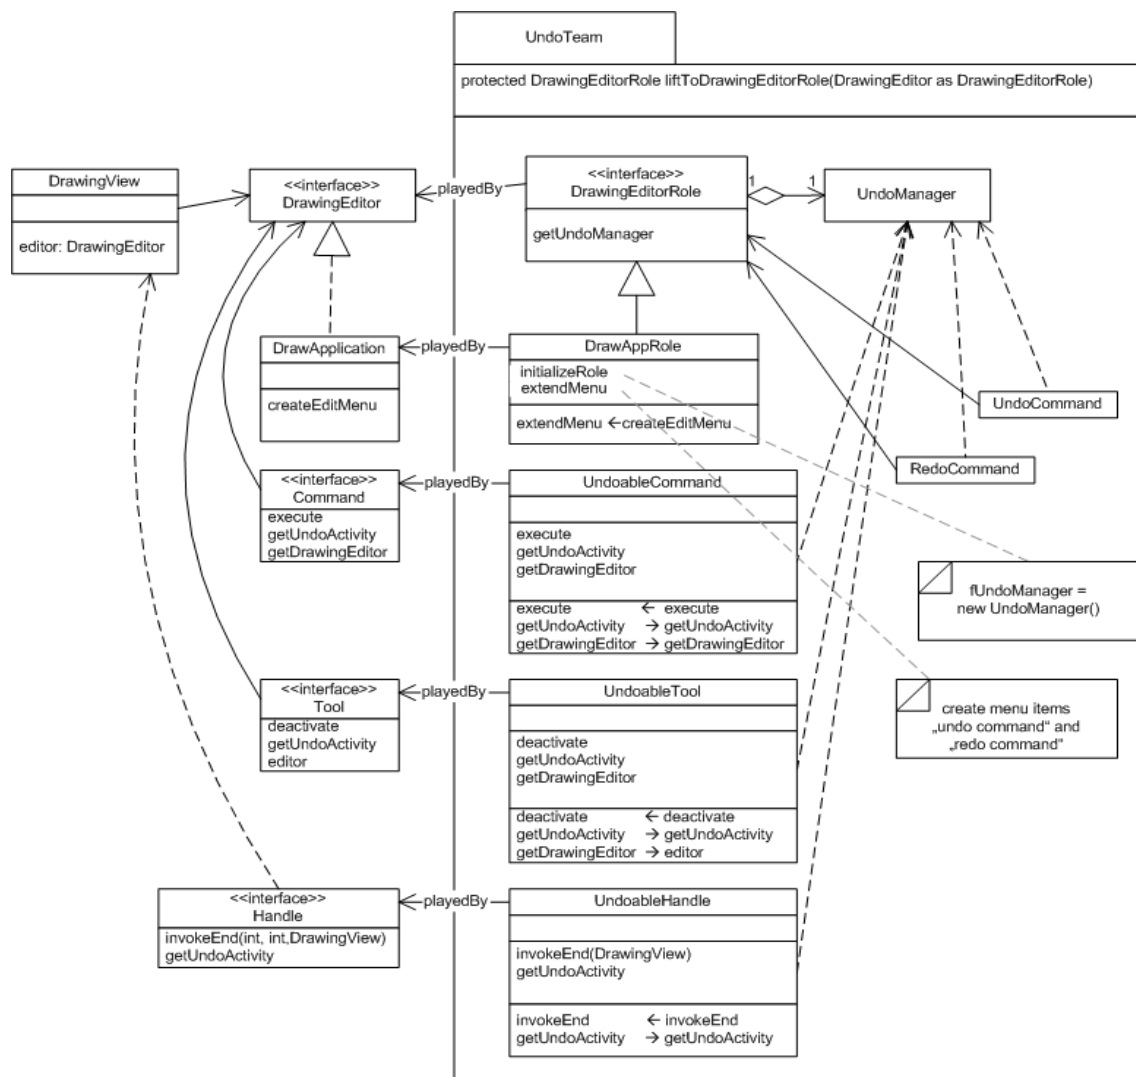 UndoTeam
protected DrawingEditorRole liftToDrawingEditorRole(DrawingEditor as DrawingEditorRole)
DrawingView
editor: DrawingEditor
<<interface>>
DrawingEditor
playedBy
<<interface>>
DrawingEditorRole
getUndoManager
1
1
UndoManager
DrawApplication
createEditMenu
playedBy
DrawAppRole
initializeRole
extendMenu
extendMenu ←createEditMenu
UndoCommand
RedoCommand
<<interface>>
Command
execute
getUndoActivity
getDrawingEditor
playedBy
UndoableCommand
execute
getUndoActivity
getDrawingEditor
execute ← execute
getUndoActivity → getUndoActivity
getDrawingEditor → getDrawingEditor
fUndoManager =
new UndoManager()
<<interface>>
Tool
deactivate
getUndoActivity
editor
playedBy
UndoableTool
deactivate
getUndoActivity
getDrawingEditor
deactivate ← deactivate
getUndoActivity → getUndoActivity
getDrawingEditor → editor
create menu items
„undo command“ and
„redo command“
<<interface>>
Handle
invokeEnd(int, int,DrawingView)
getUndoActivity
playedBy
UndoableHandle
invokeEnd(DrawingView)
getUndoActivity
invokeEnd ← invokeEnd
getUndoActivity → getUndoActivity